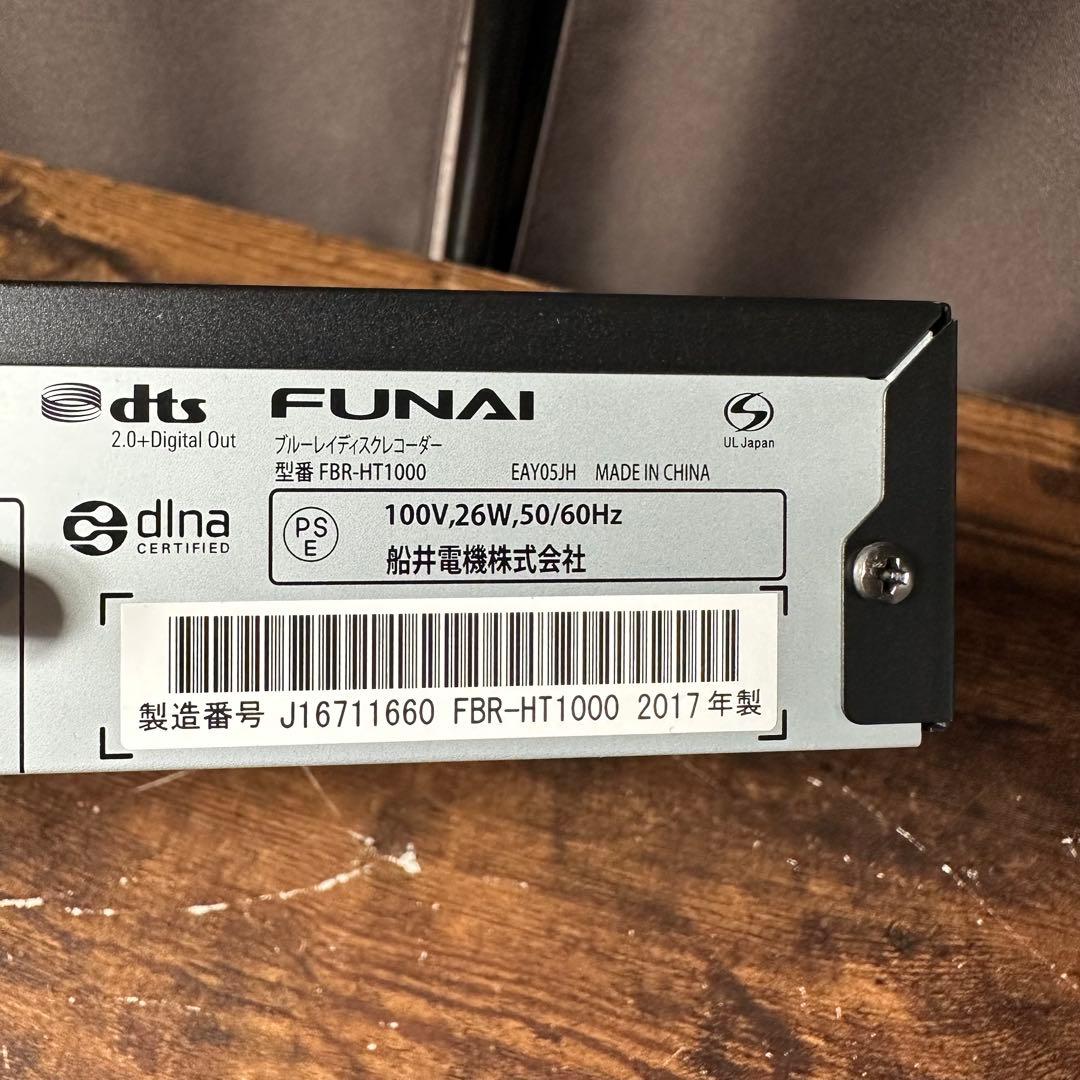 dts
2.0+Digital Out
FUNAI
ブルーレイディスクレコーダー
型番 FBR-HT1000 EAY05JH MADE IN CHINA
UL Japan
dlna
CERTIFIED
PS
E
100V,26W,50/60Hz
船井電機株式会社
製造番号 J16711660 FBR-HT1000 2017年製